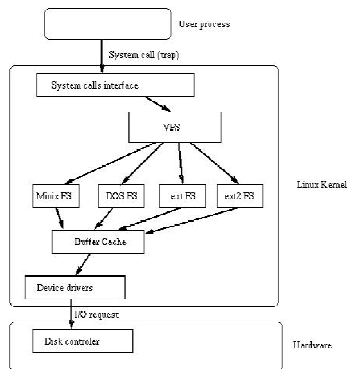 User process
System call (trap)
System calls interface
VFS
Minix FS
DOS FS
ext FS
ext2 FS
Linux Kernel
Buffer Cache
Device drivers
I/O request
Disk controler
Hardware